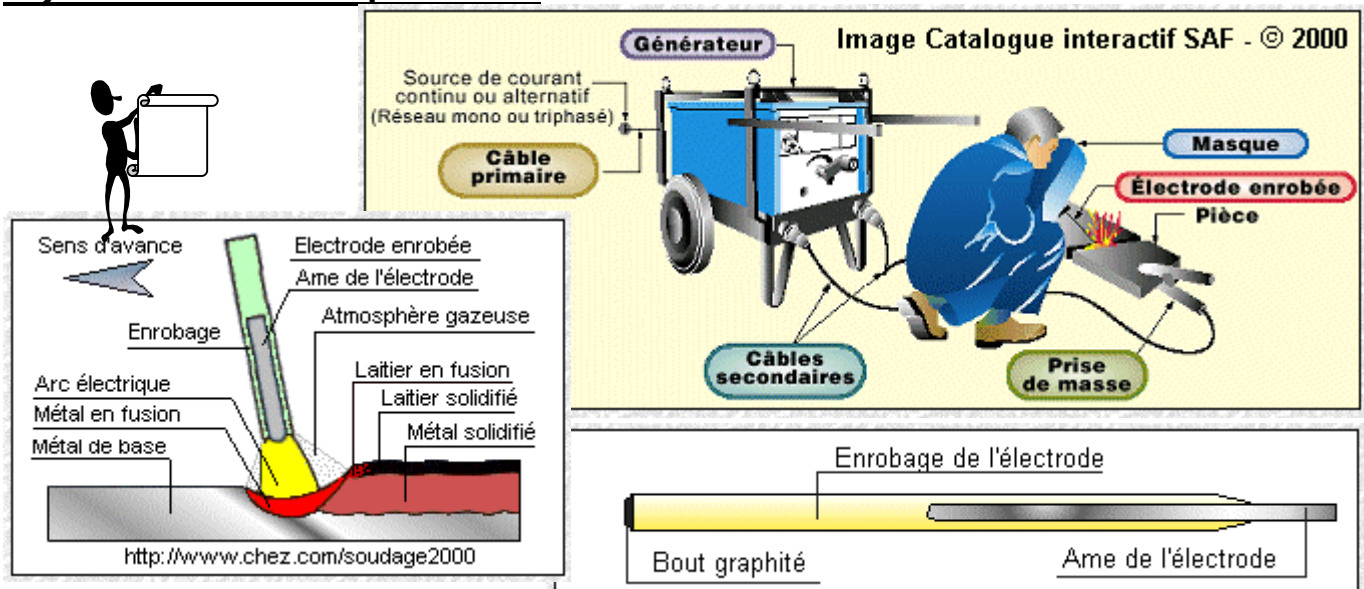 Image Catalogue interactif SAF - © 2000
Générateur
Source de courant
continu ou alternatif
(Réseau mono ou triphasé)
Câble
primaire
Masque
Électrode enrobée
Pièce
Câbles
secondaires
Prise
de masse
Sens d'avance
Electrode enrobée
Ame de l'électrode
Atmosphère gazeuse
Enrobage
Laitier en fusion
Arc électrique
Laitier solidifié
Métal en fusion
Métal solidifié
Métal de base
http://www.chez.com/soudage2000
Enrobage de l'électrode
Bout graphité
Ame de l'électrode